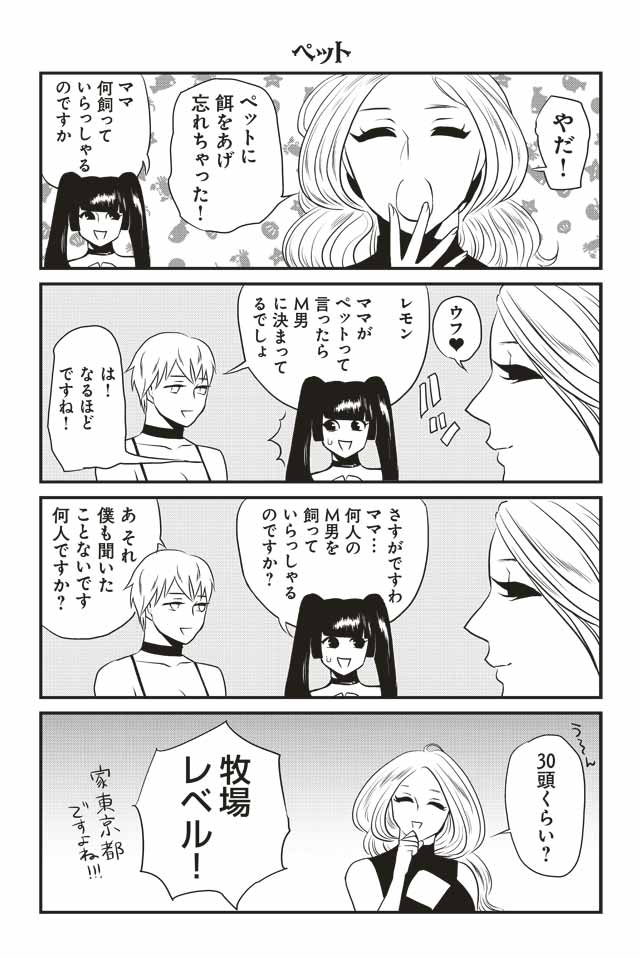 ペット
やだ！
ペットに
餌をあげ
忘れちゃった！
ママ
何飼って
いらっしゃる
のですか
ウフ♥
レモン
ママが
ペットって
言ったら
M男
に決まって
るでしょ
は！
なるほど
ですね！
さすがですわ
ママ…
何人の
M男を
飼って
いらっしゃる
のですか？
あ それ
僕も聞いた
ことないです
何人ですか？
う〜ん
30頭くらい？
牧場
レベル！
家東京都
ですよね!!!